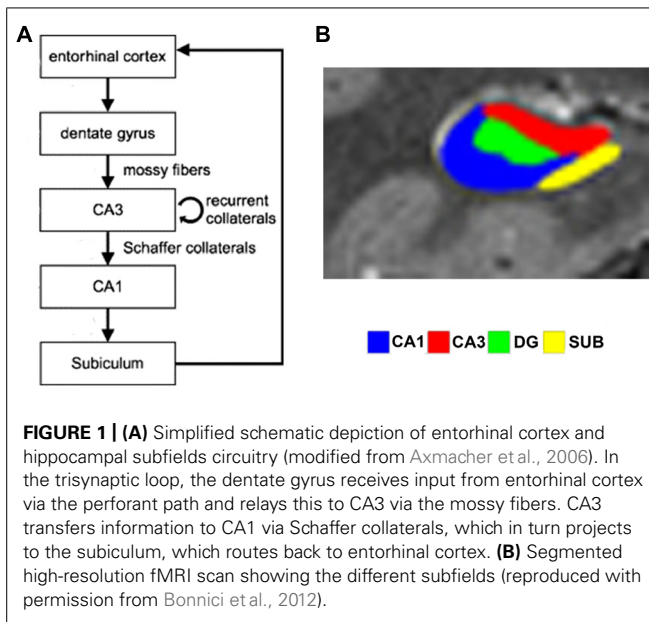 A
B
entorhinal cortex
dentate gyrus
mossy fibers
CA3
recurrent
collaterals
Schaffer collaterals
CA1
Subiculum
CA1 CA3 DG SUB
FIGURE 1 | (A) Simplified schematic depiction of entorhinal cortex and
hippocampal subfields circuitry (modified from Axmacher et al., 2006). In
the trisynaptic loop, the dentate gyrus receives input from entorhinal cortex
via the perforant path and relays this to CA3 via the mossy fibers. CA3
transfers information to CA1 via Schaffer collaterals, which in turn projects
to the subiculum, which routes back to entorhinal cortex. (B) Segmented
high-resolution fMRI scan showing the different subfields (reproduced with
permission from Bonnici et al., 2012).